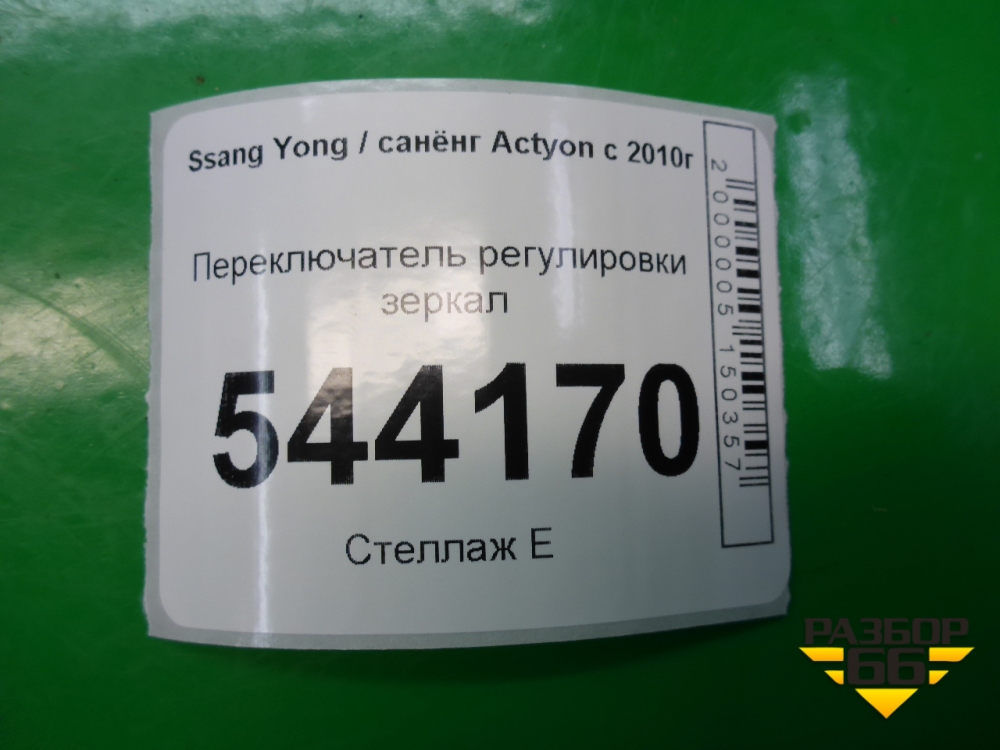 Ssang Yong / санёнг Actyon с 2010г
Переключатель регулировки
зеркал
544170
Стеллаж E
2000005150357
РАЗБОР
66